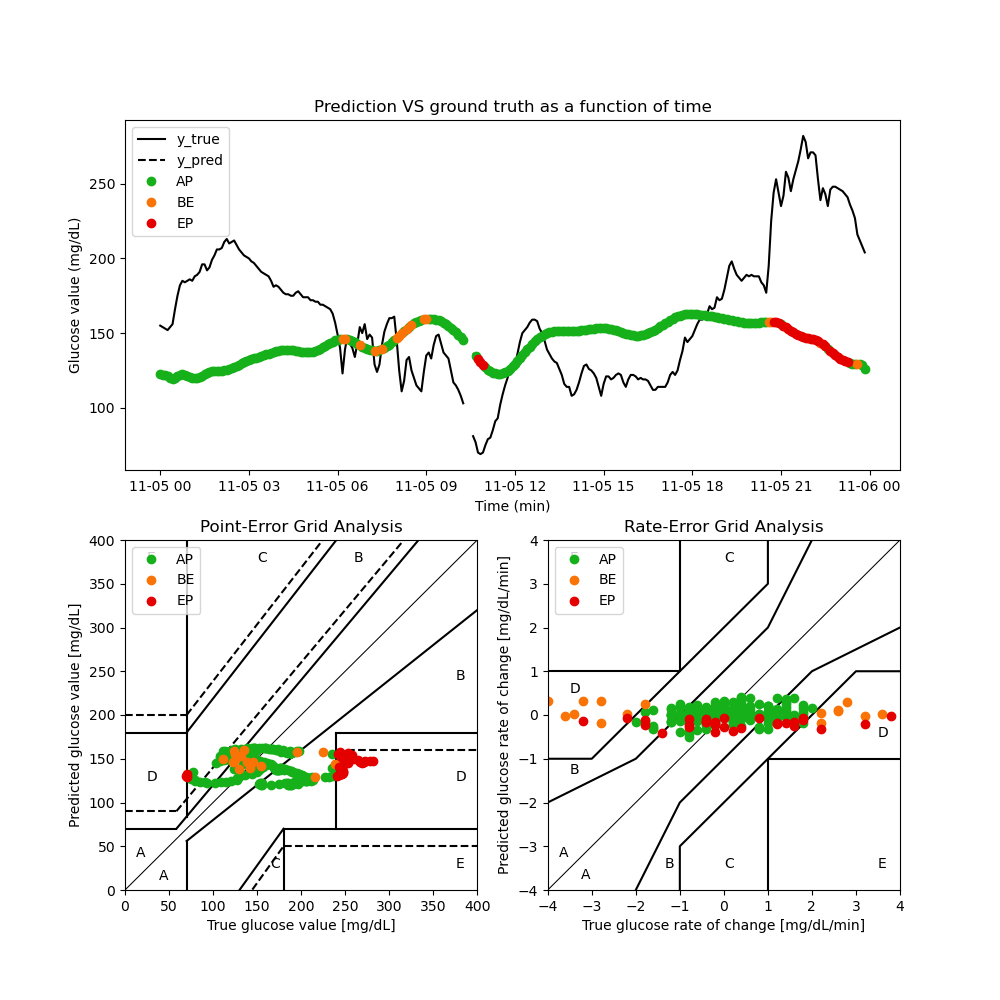 Prediction VS ground truth as a function of time
Glucose value (mg/dL)
250
200
150
100
y_true
y_pred
AP
BE
EP
11-05 00 11-05 03 11-05 06 11-05 09 11-05 12 11-05 15 11-05 18 11-05 21 11-06 00
Time (min)
Point-Error Grid Analysis
Predicted glucose value [mg/dL]
400
350
300
250
200
150
100
50
0
AP
BE
EP
C
B
B
D
D
A
A
C
E
0 50 100 150 200 250 300 350 400
True glucose value [mg/dL]
Rate-Error Grid Analysis
Predicted glucose rate of change [mg/dL/min]
4
3
2
1
0
−1
−2
−3
−4
AP
BE
EP
C
D
D
B
A
A
B
C
E
−4 −3 −2 −1 0 1 2 3 4
True glucose rate of change [mg/dL/min]